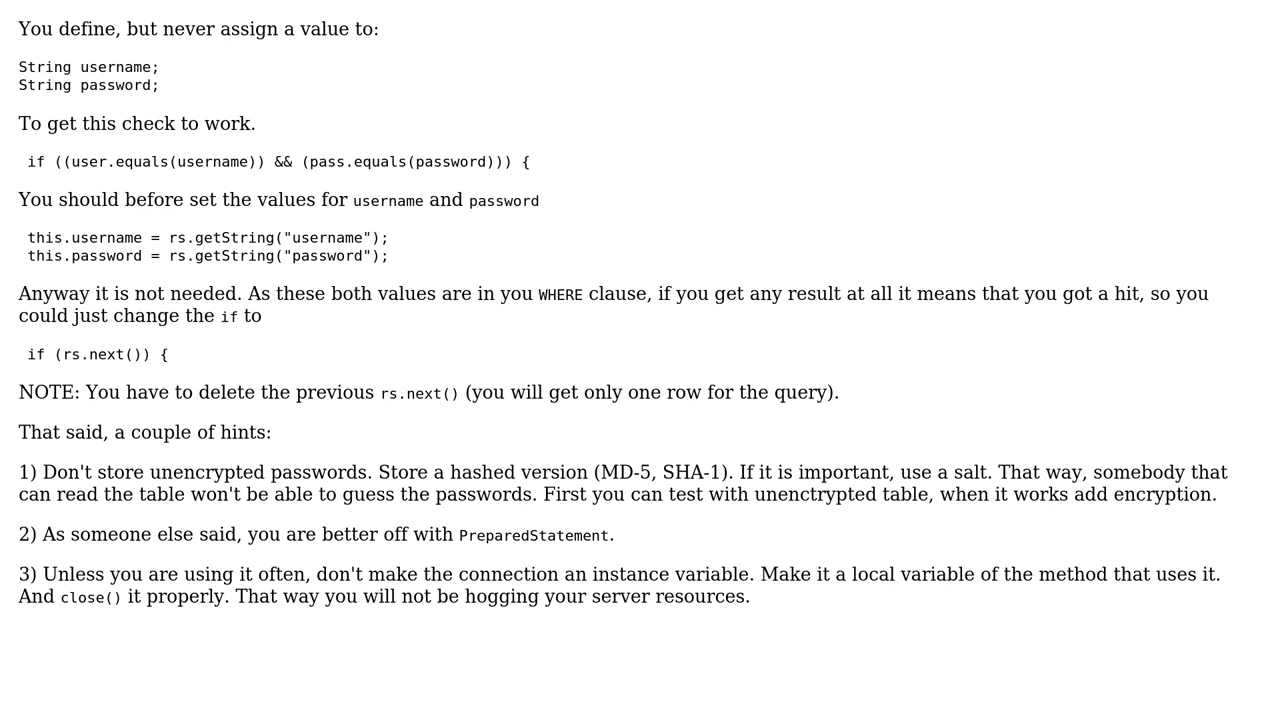 You define, but never assign a value to:
String username;
String password;
To get this check to work.
if ((user.equals(username)) && (pass.equals(password))) {
You should before set the values for username and password
this.username = rs.getString("username");
this.password = rs.getString("password");
Anyway it is not needed. As these both values are in you WHERE clause, if you get any result at all it means that you got a hit, so you
could just change the if to
if (rs.next()) {
NOTE: You have to delete the previous rs.next() (you will get only one row for the query).
That said, a couple of hints:
1) Don't store unencrypted passwords. Store a hashed version (MD-5, SHA-1). If it is important, use a salt. That way, somebody that
can read the table won't be able to guess the passwords. First you can test with unenctrypted table, when it works add encryption.
2) As someone else said, you are better off with PreparedStatement.
3) Unless you are using it often, don't make the connection an instance variable. Make it a local variable of the method that uses it.
And close() it properly. That way you will not be hogging your server resources.